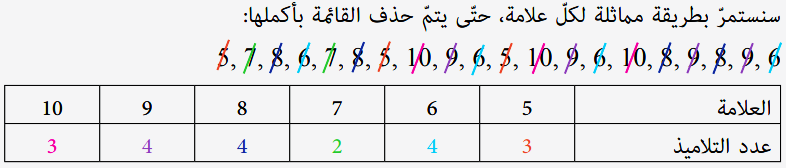 سنستمرّ بطريقة مماثلة لكلّ علامة، حتّى يتمّ حذف القائمة بأكملها:
5, 7, 8, 6, 7, 8, 5, 10, 9, 6, 5, 10, 9, 6, 10, 8, 9, 8, 9, 6
العلامة 5 6 7 8 9 10
عدد التلاميذ 3 4 2 4 4 3